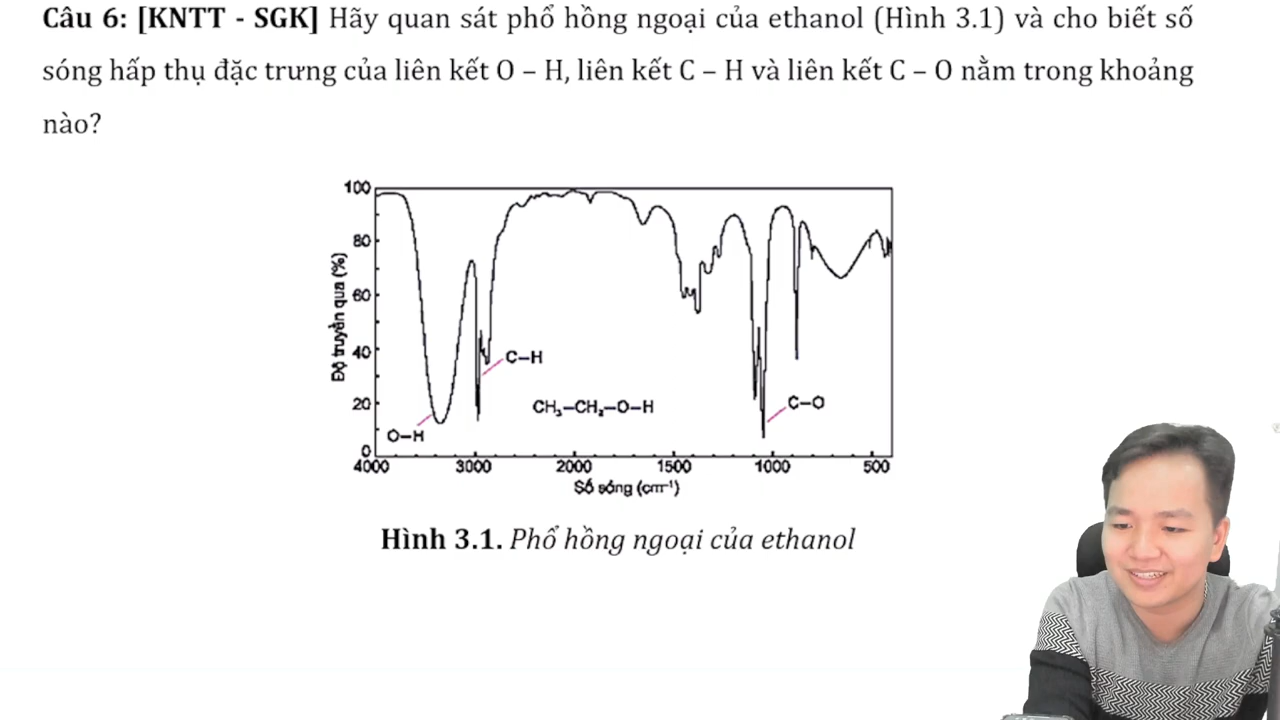 Câu 6: [KNTT - SGK] Hãy quan sát phổ hồng ngoại của ethanol (Hình 3.1) và cho biết số
sóng hấp thụ đặc trưng của liên kết O – H, liên kết C – H và liên kết C – O nằm trong khoảng
nào?
100
80
60
40
20
0
Độ truyền qua (%)
C–H
CH₃–CH₂–O–H
C–O
O–H
4000 3000 2000 1500 1000 500
Số sóng (cm⁻¹)
Hình 3.1. Phổ hồng ngoại của ethanol